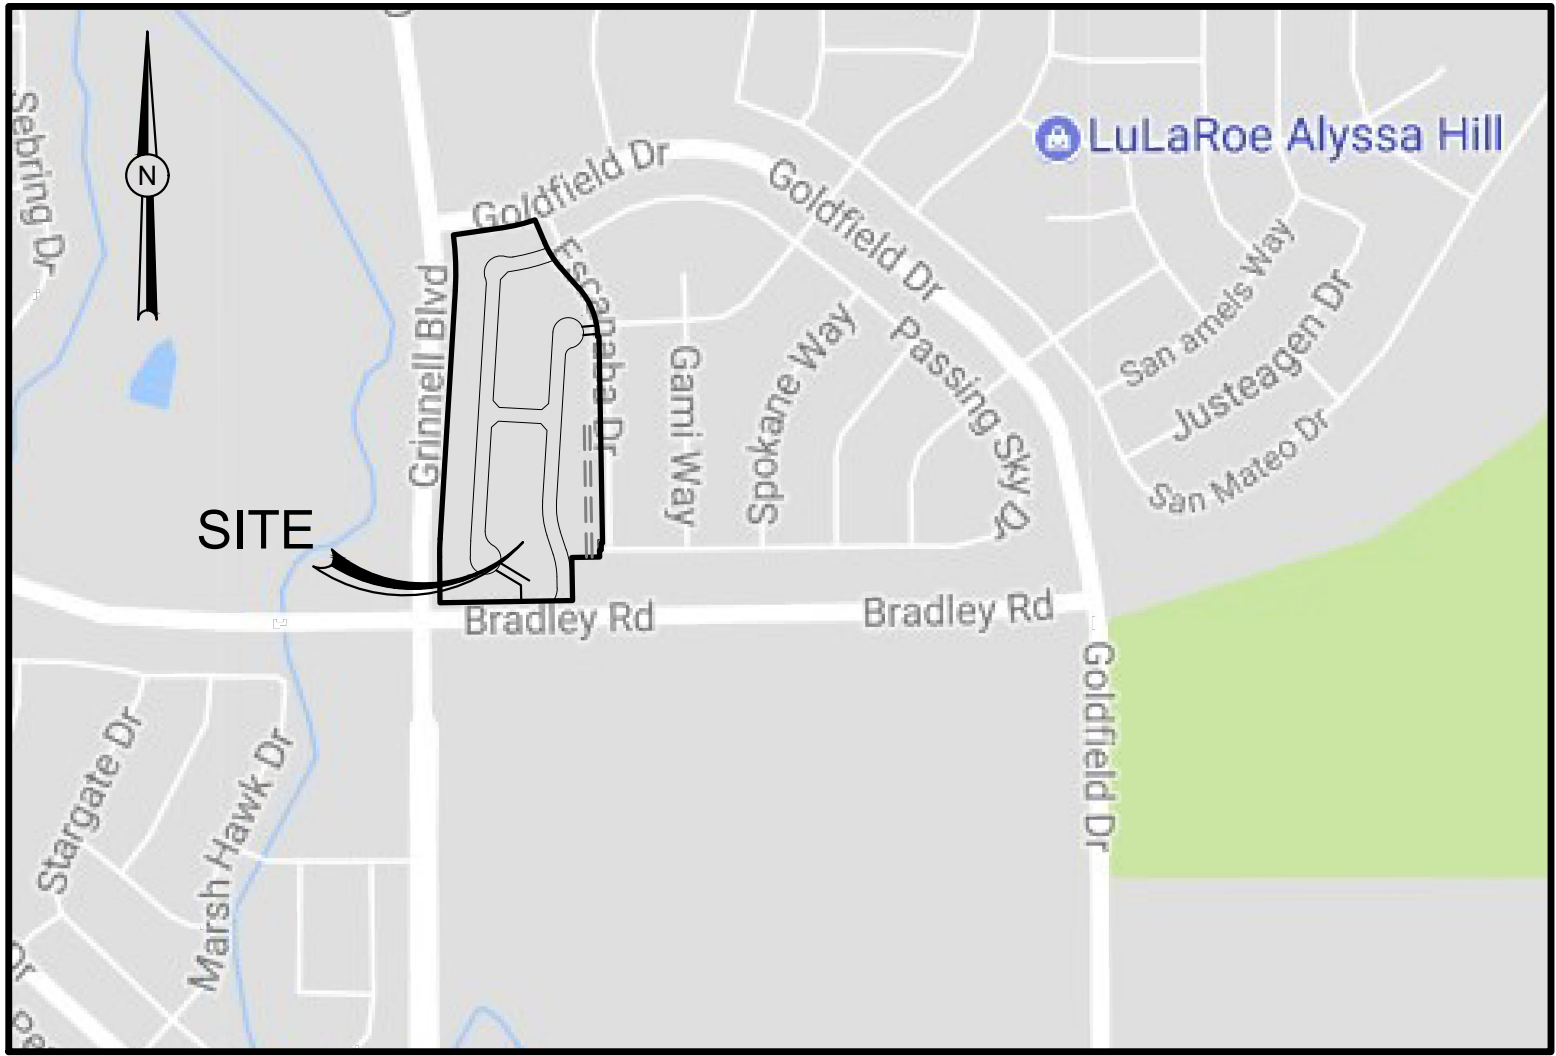 Sebring Dr
N
LuLaRoe Alyssa Hill
Goldfield Dr
Goldfield Dr
Escanaba Dr
Grinnell Blvd
Gami Way
Spokane Way
Passing Sky Dr
San arnels Way
Justeagen Dr
San Mateo Dr
SITE
Bradley Rd
Bradley Rd
Goldfield Dr
Stargate Dr
Marsh Hawk Dr
Dr